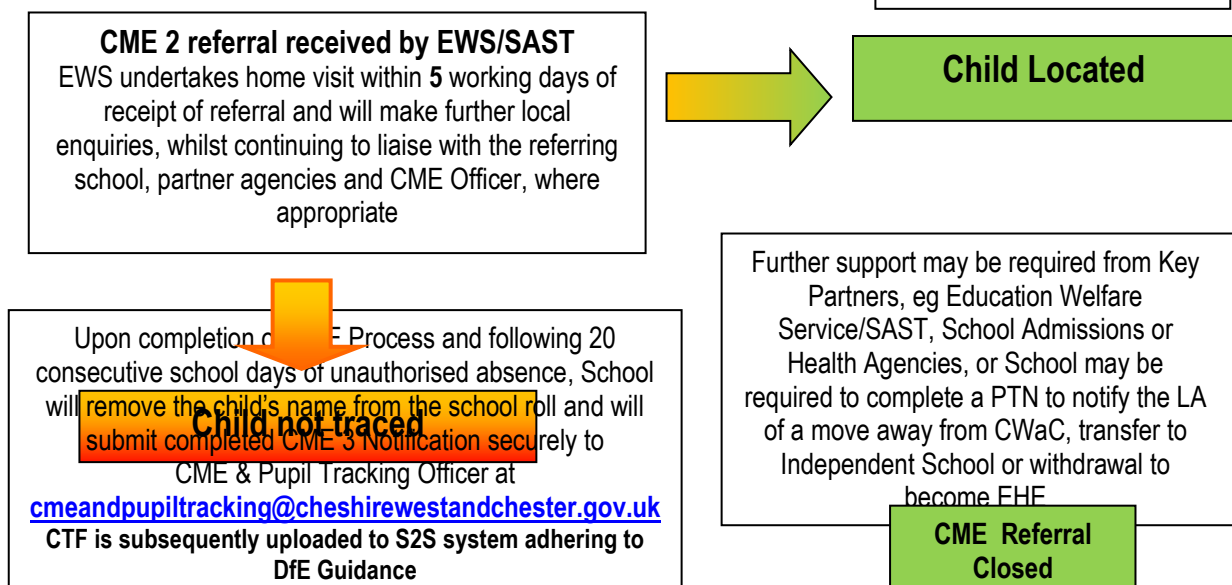 CME 2 referral received by EWS/SAST
EWS undertakes home visit within 5 working days of
receipt of referral and will make further local
enquiries, whilst continuing to liaise with the referring
school, partner agencies and CME Officer, where
appropriate
Child Located
Further support may be required from Key
Partners, eg Education Welfare
Service/SAST, School Admissions or
Health Agencies, or School may be
required to complete a PTN to notify the LA
of a move away from CWaC, transfer to
Independent School or withdrawal to
become EHE
Upon completion Process and following 20
consecutive school days of unauthorised absence, School
will remove the child's name from the school roll and will
submit completed CME 3 Notification securely to
CME & Pupil Tracking Officer at
cmeandpupiltracking@cheshirewestandchester.gov.uk
CTF is subsequently uploaded to S2S system adhering to
DfE Guidance
Child not traced
CME Referral
Closed